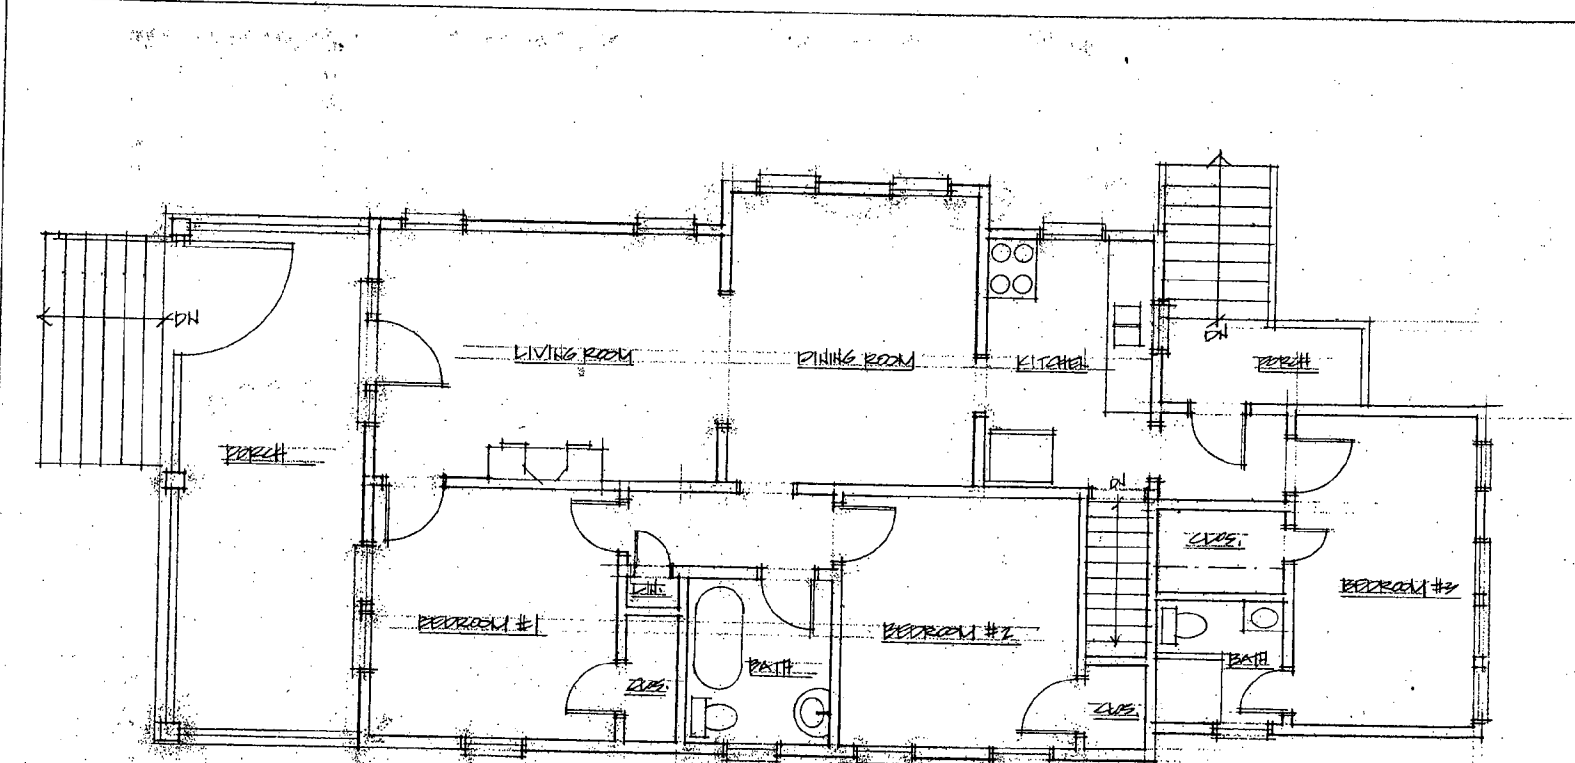 DN
LIVING ROOM
DINING ROOM
KITCHEN
DN
PORCH
PORCH
DN
CLOS.
BEDROOM #3
LIN.
BEDROOM #1
BEDROOM #2
BATH
BATH
CLOS.
CLOS.